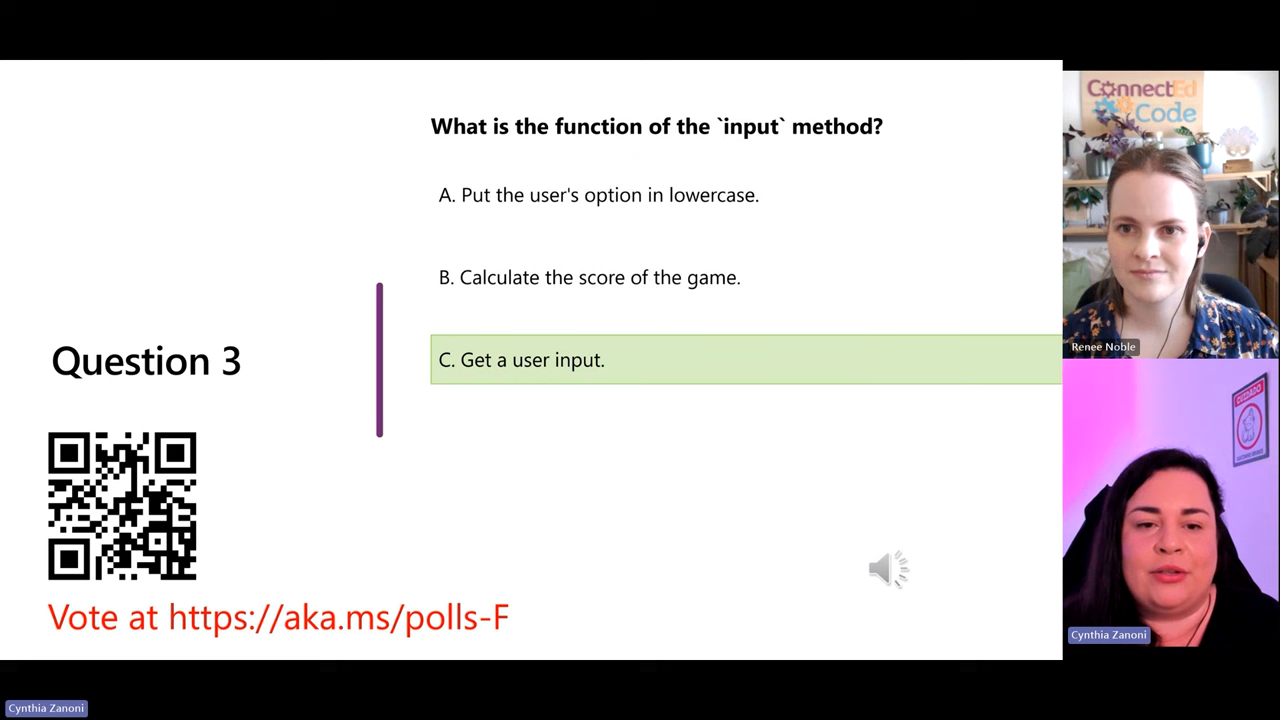 What is the function of the `input` method?
A. Put the user's option in lowercase.
B. Calculate the score of the game.
C. Get a user input.
Question 3
Vote at https://aka.ms/polls-F
ConnectEd
Code
Renee Noble
CUIDADO
Cynthia Zanoni
Cynthia Zanoni